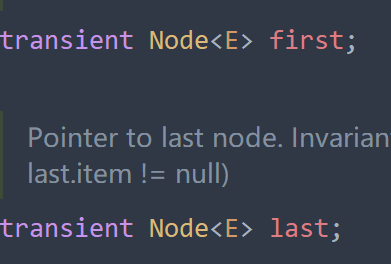 transient Node<E> first;
Pointer to last node. Invarian
last.item != null)
transient Node<E> last;